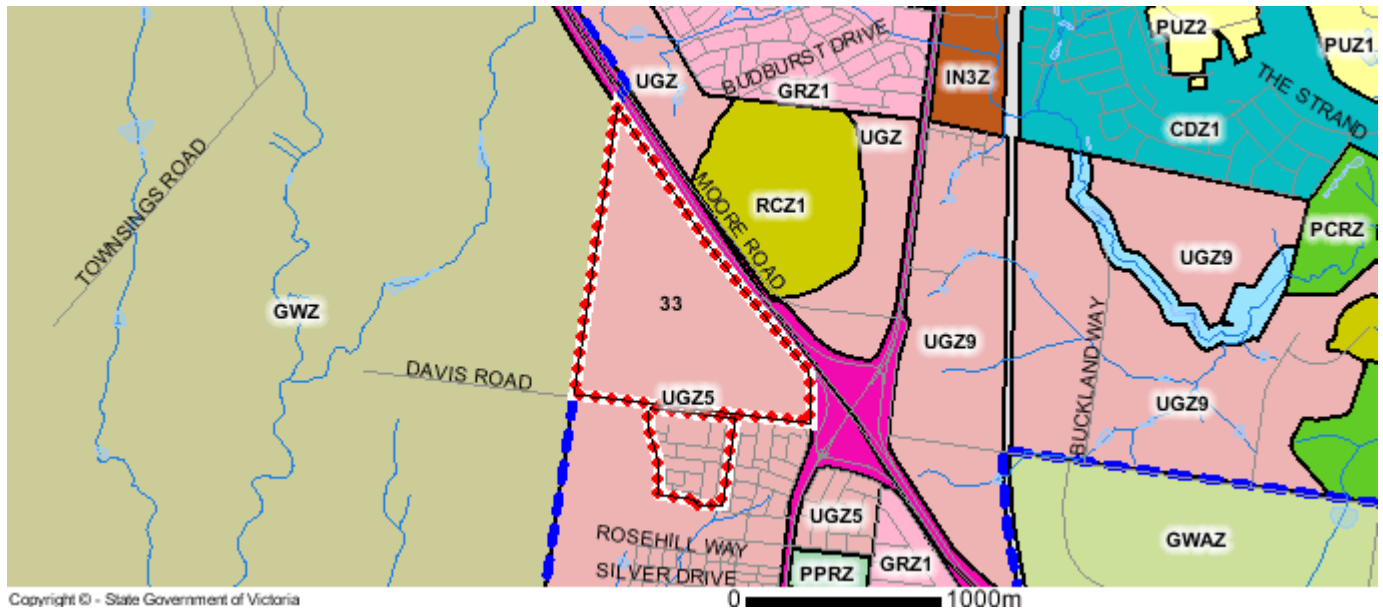 PUZ2
PUZ1
UGZ
BUDBURST DRIVE
IN3Z
THE STRAND
GRZ1
CDZ1
UGZ
TOWNSINGS ROAD
MOORE ROAD
RCZ1
PCRZ
UGZ9
GWZ
33
UGZ9
BUCKLAND WAY
DAVIS ROAD
UGZ5
UGZ9
UGZ5
ROSEHILL WAY
GWAZ
SILVER DRIVE
PPRZ
GRZ1
Copyright © - State Government of Victoria
0 1000m